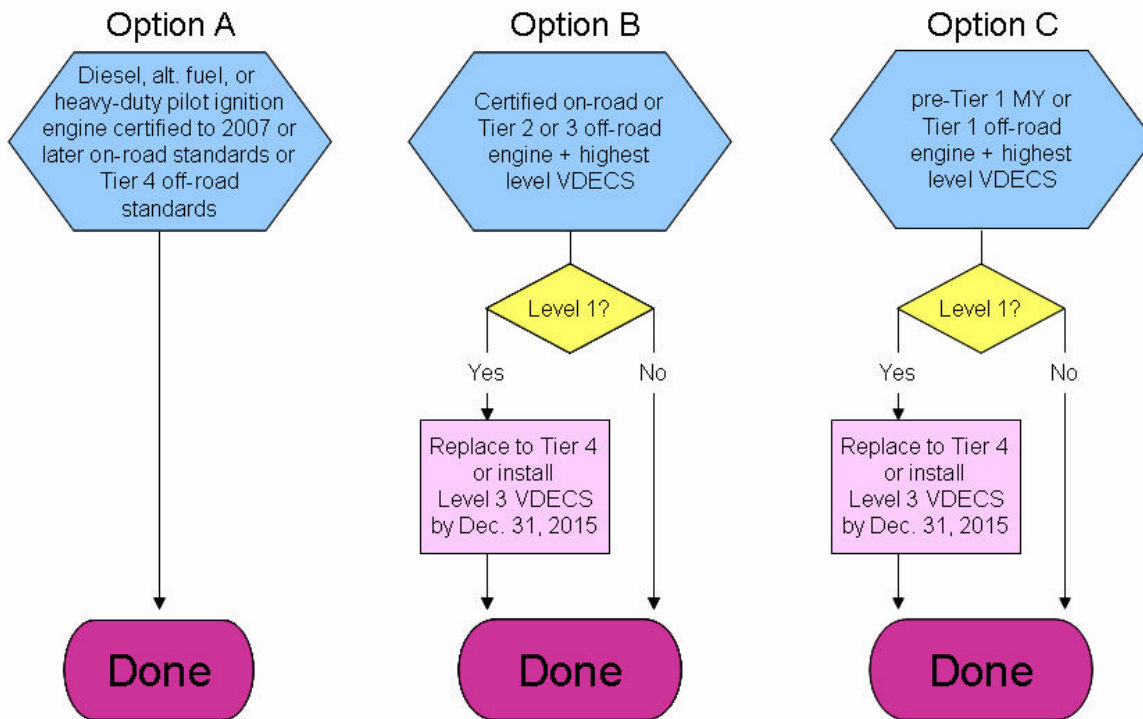 Option A
Diesel, alt. fuel, or
heavy-duty pilot ignition
engine certified to 2007 or
later on-road standards or
Tier 4 off-road
standards
Done
Option B
Certified on-road or
Tier 2 or 3 off-road
engine + highest
level VDECS
Level 1?
Yes
No
Replace to Tier 4
or install
Level 3 VDECS
by Dec. 31, 2015
Done
Option C
pre-Tier 1 MY or
Tier 1 off-road
engine + highest
level VDECS
Level 1?
Yes
No
Replace to Tier 4
or install
Level 3 VDECS
by Dec. 31, 2015
Done